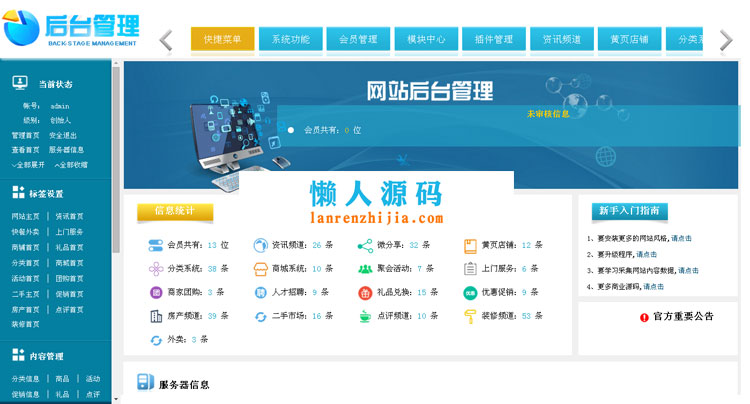 后台管理
BACK-STAGE MANAGEMENT
快捷菜单 系统功能 会员管理 模块中心 插件管理 资讯频道 黄页店铺 分类系
当前状态
帐号: admin
级别: 创始人
管理首页 安全退出
查看首页 服务器信息
全部展开 全部收缩
标签设置
网站主页 | 资讯首页
快餐外卖 | 上门服务
商铺首页 | 礼品首页
分类首页 | 商城首页
活动首页 | 团购首页
二手主页 | 促销首页
房产首页 | 点评首页
装修首页
内容管理
分类信息 | 商品 | 活动
促销信息 | 礼品 | 点评
网站后台管理
未审核信息
会员共有: 0 位
懒人源码
lanrenzhijia.com
信息统计
会员共有: 13 位 资讯频道: 26 条 微分享: 32 条 黄页店铺: 12 条
分类系统: 38 条 商城系统: 10 条 聚会活动: 7 条 上门服务: 6 条
商家团购: 3 条 人才招聘: 9 条 礼品兑换: 15 条 优惠促销: 9 条
房产频道: 39 条 二手市场: 16 条 点评频道: 10 条 装修频道: 53 条
外卖: 3 条
新手入门指南
1、要安装更多的网站风格,请点击
2、要升级程序,请点击
3、要学习采集网站内容数据,请点击
4、更多商业源码,请点击
官方重要公告
服务器信息